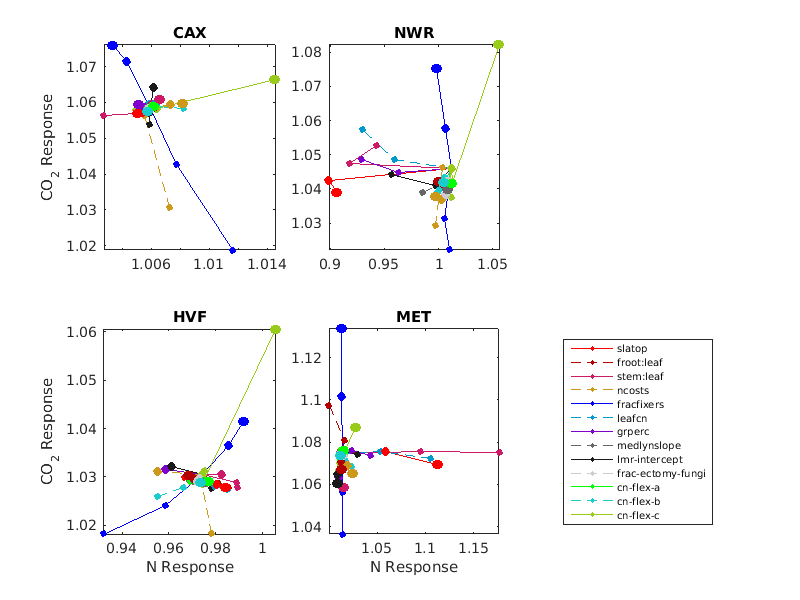 CAX
NWR
CO2 Response
1.07
1.06
1.05
1.04
1.03
1.02
1.006
1.011
1.014
1.08
1.07
1.06
1.05
1.04
1.03
0.9
0.95
1
1.05
HVF
MET
CO2 Response
1.06
1.05
1.04
1.03
1.02
0.94
0.96
0.98
1
N Response
1.12
1.1
1.08
1.06
1.04
1.05
1.1
1.15
N Response
slatop
froot:leaf
stem:leaf
ncosts
fracfixers
leafcn
grperc
medlynslope
lmr-intercept
frac-ectomy-fungi
cn-flex-a
cn-flex-b
cn-flex-c